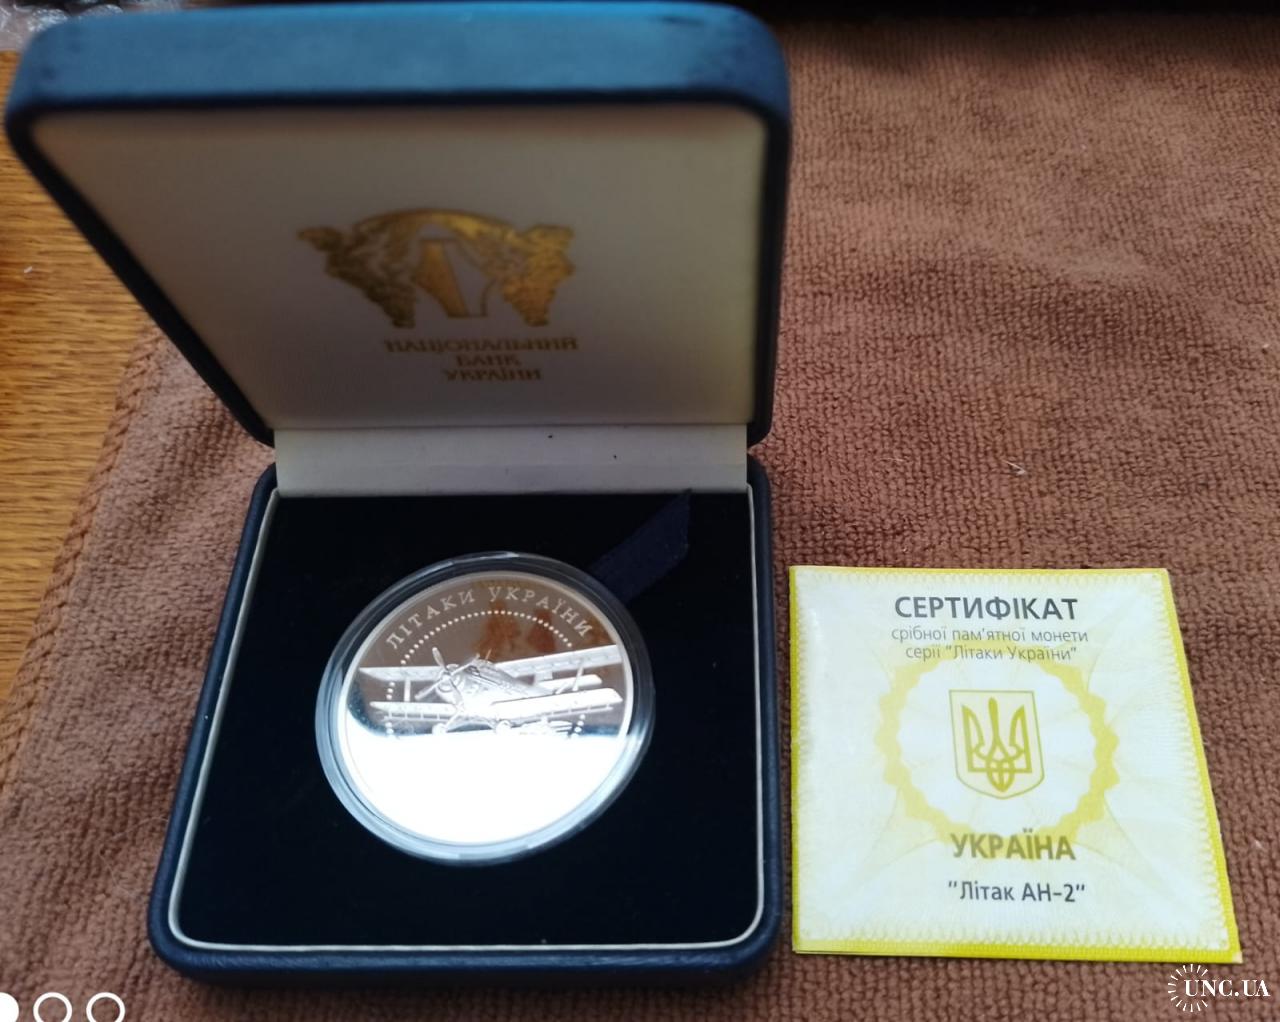 НАЦІОНАЛЬНИЙ
БАНК
УКРАЇНИ
ЛІТАКИ УКРАЇНИ
СЕРТИФІКАТ
срібної пам'ятної монети
серії "Літаки України"
УКРАЇНА
"Літак АН-2"
UNC.UA